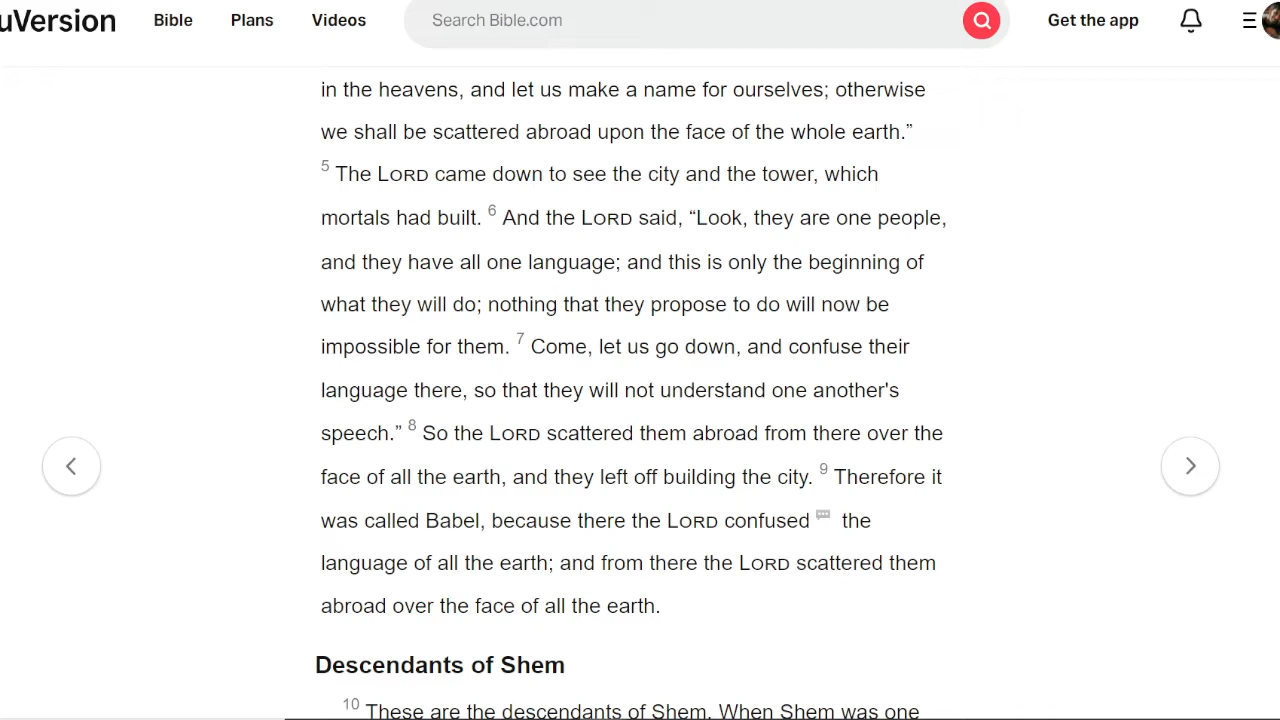 uVersion Bible Plans Videos Search Bible.com Get the app
in the heavens, and let us make a name for ourselves; otherwise
we shall be scattered abroad upon the face of the whole earth.”
5 The LORD came down to see the city and the tower, which
mortals had built. 6 And the LORD said, “Look, they are one people,
and they have all one language; and this is only the beginning of
what they will do; nothing that they propose to do will now be
impossible for them. 7 Come, let us go down, and confuse their
language there, so that they will not understand one another's
speech.” 8 So the LORD scattered them abroad from there over the
face of all the earth, and they left off building the city. 9 Therefore it
was called Babel, because there the LORD confused the
language of all the earth; and from there the LORD scattered them
abroad over the face of all the earth.
Descendants of Shem
10 These are the descendants of Shem. When Shem was one